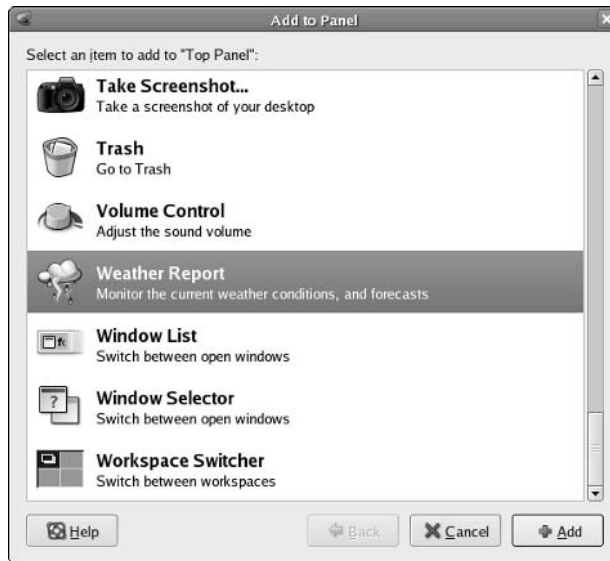 Add to Panel
Select an item to add to "Top Panel":
Take Screenshot...
Take a screenshot of your desktop
Trash
Go to Trash
Volume Control
Adjust the sound volume
Weather Report
Monitor the current weather conditions, and forecasts
Window List
Switch between open windows
Window Selector
Switch between open windows
Workspace Switcher
Switch between workspaces
Help
Back
Cancel
Add